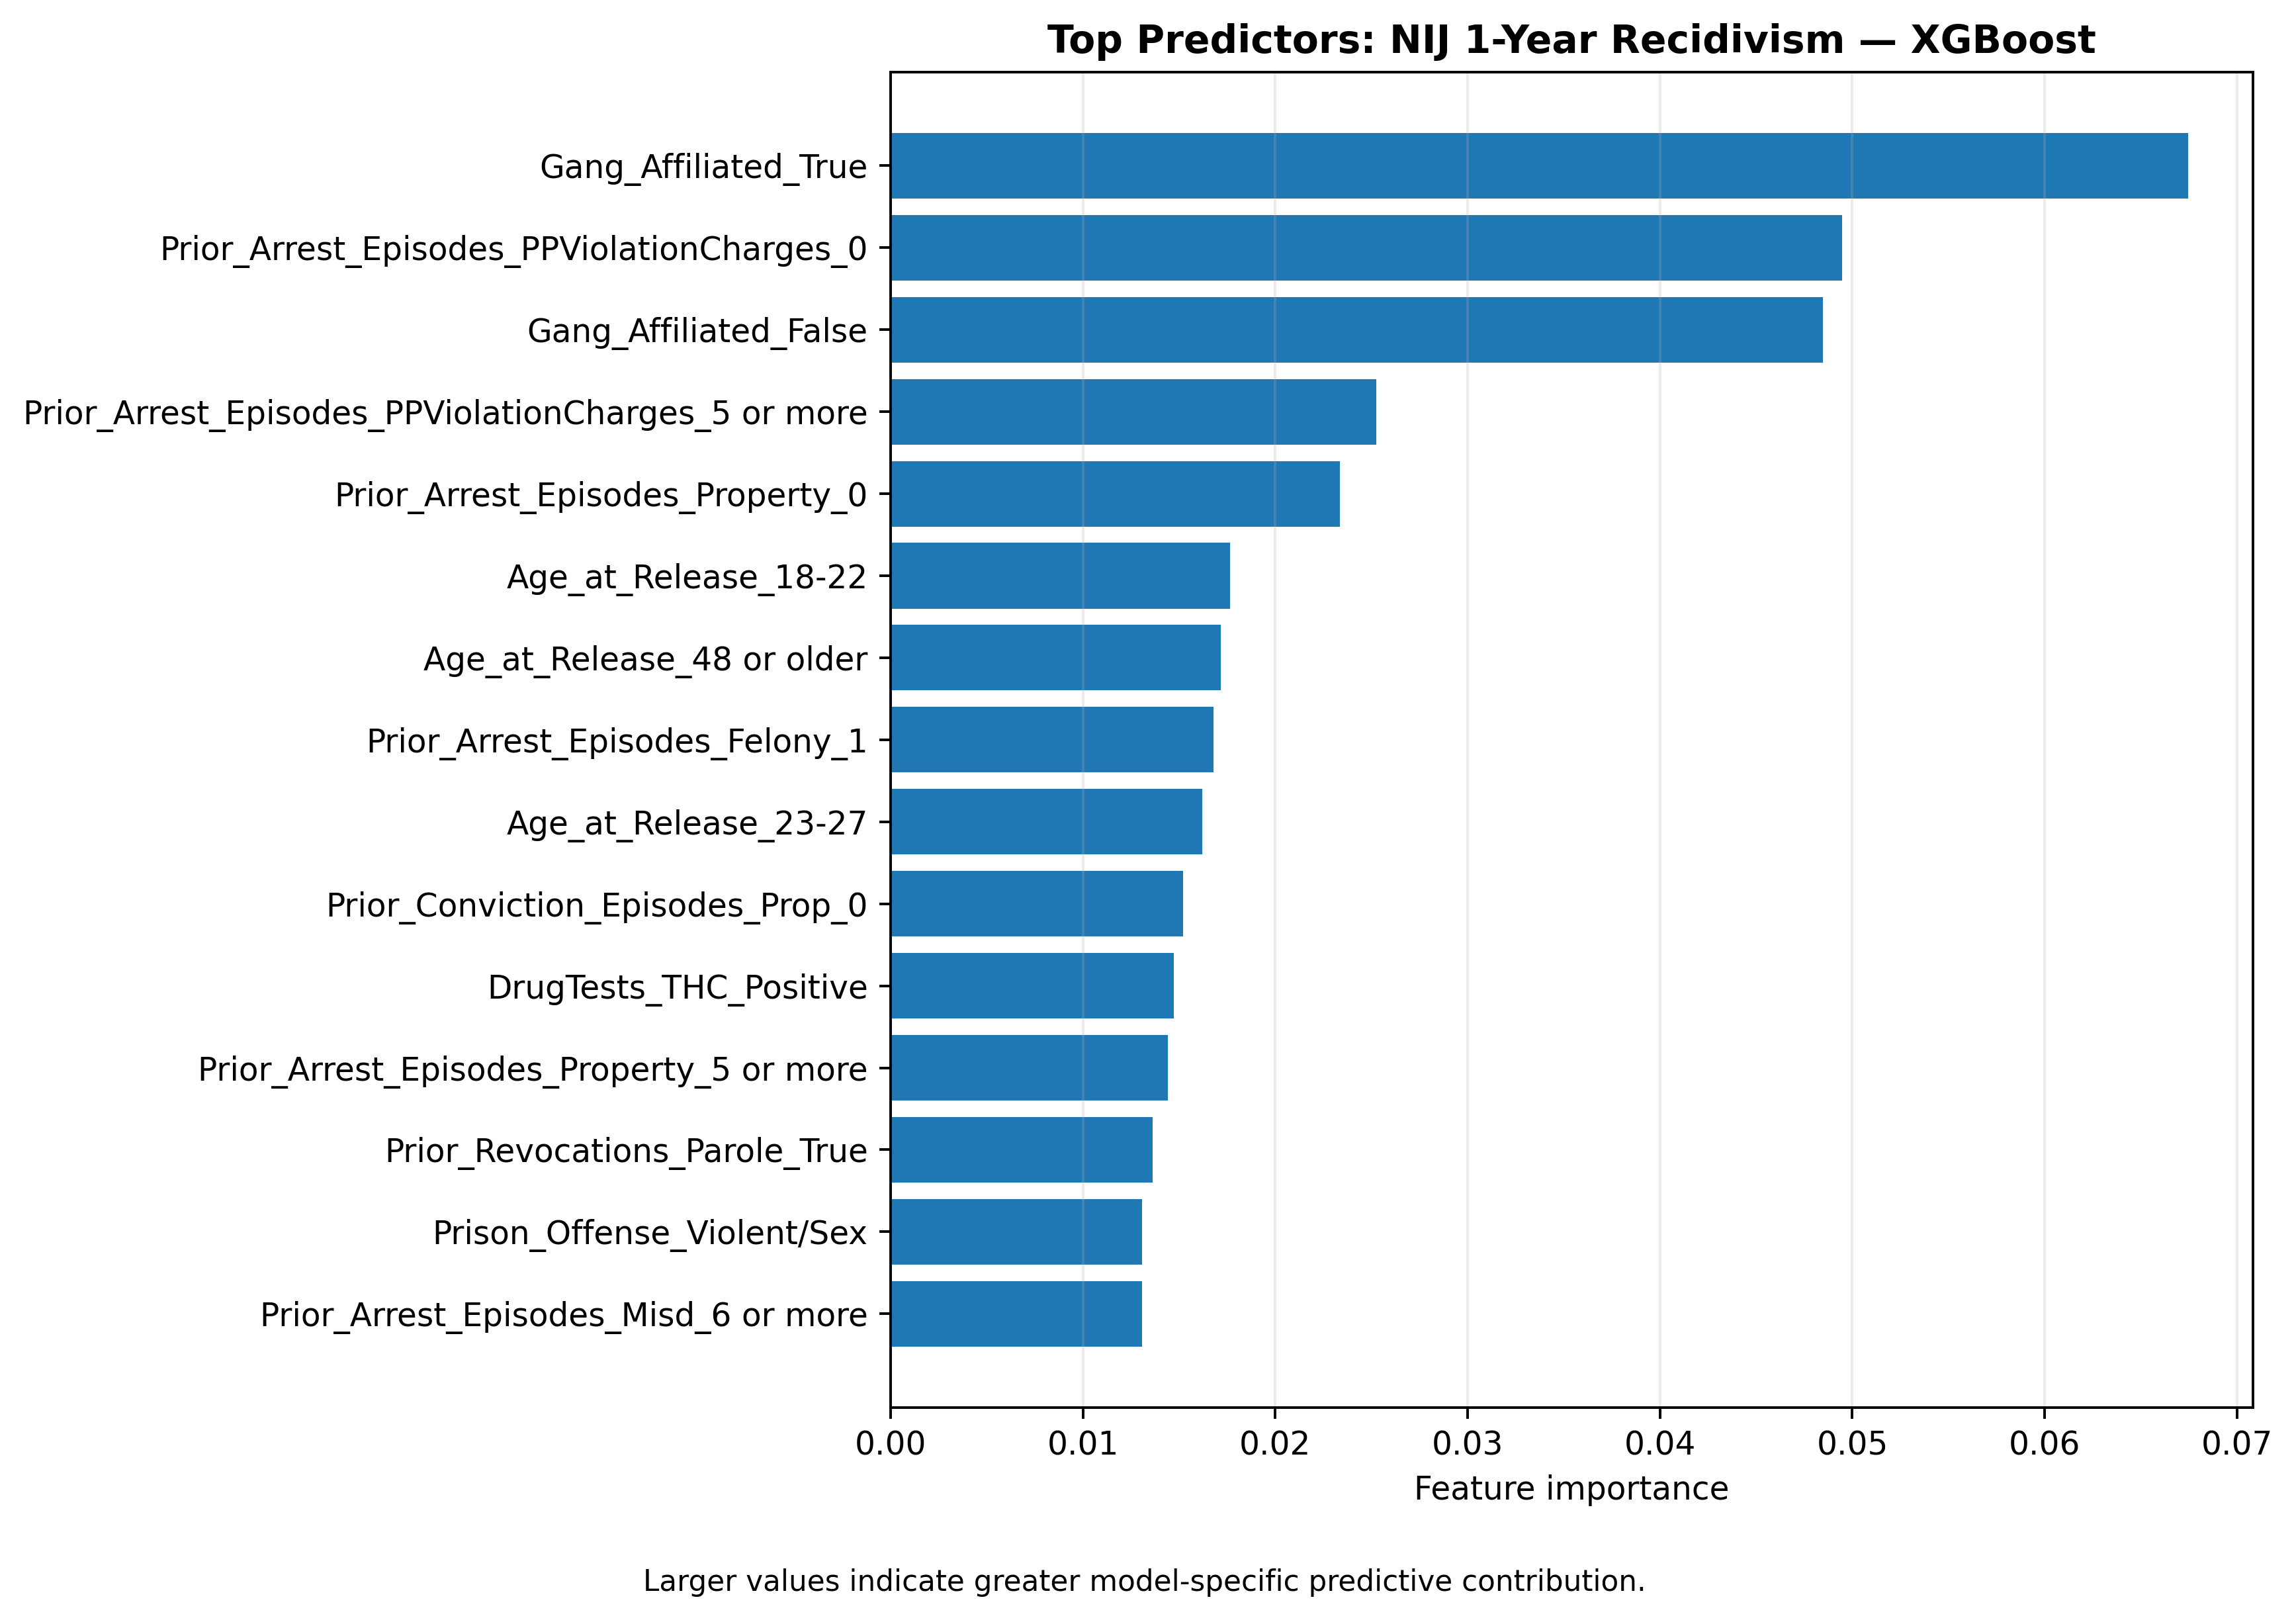 Top Predictors: NIJ 1-Year Recidivism — XGBoost
Gang_Affiliated_True
Prior_Arrest_Episodes_PPViolationCharges_0
Gang_Affiliated_False
Prior_Arrest_Episodes_PPViolationCharges_5 or more
Prior_Arrest_Episodes_Property_0
Age_at_Release_18-22
Age_at_Release_48 or older
Prior_Arrest_Episodes_Felony_1
Age_at_Release_23-27
Prior_Conviction_Episodes_Prop_0
DrugTests_THC_Positive
Prior_Arrest_Episodes_Property_5 or more
Prior_Revocations_Parole_True
Prison_Offense_Violent/Sex
Prior_Arrest_Episodes_Misd_6 or more
0.00 0.01 0.02 0.03 0.04 0.05 0.06 0.07
Feature importance
Larger values indicate greater model-specific predictive contribution.